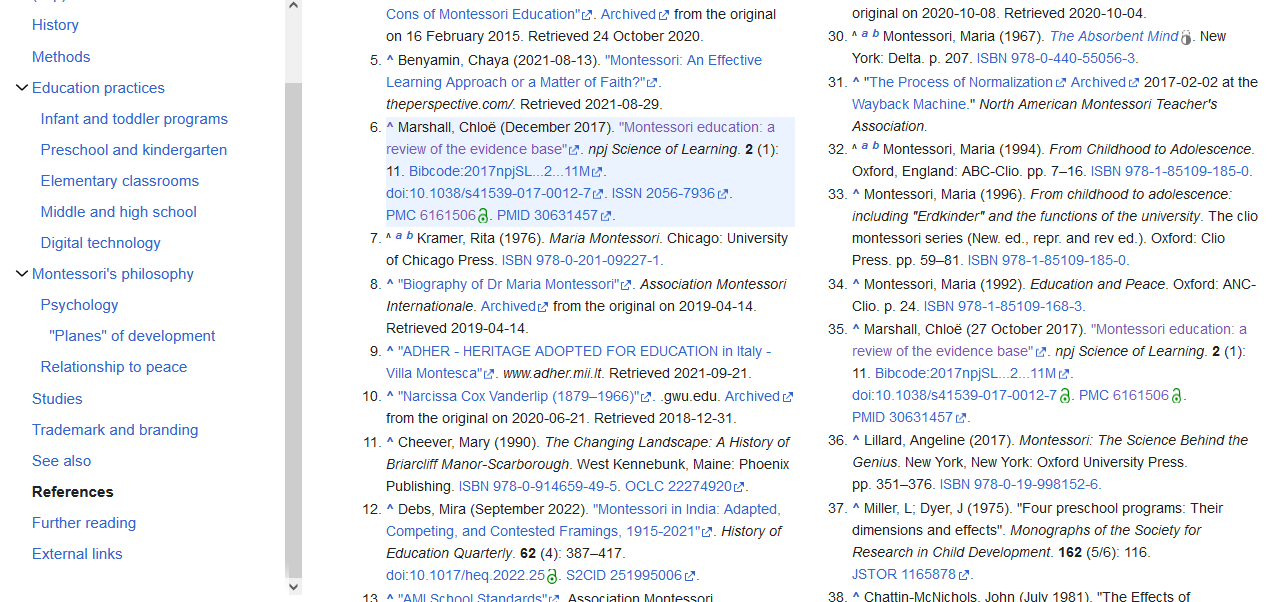 History
Methods
Education practices
Infant and toddler programs
Preschool and kindergarten
Elementary classrooms
Middle and high school
Digital technology
Montessori's philosophy
Psychology
"Planes" of development
Relationship to peace
Studies
Trademark and branding
See also
References
Further reading
External links
Cons of Montessori Education". Archived from the original
on 16 February 2015. Retrieved 24 October 2020.
5. ^ Benyamin, Chaya (2021-08-13). "Montessori: An Effective
Learning Approach or a Matter of Faith?".
theperspective.com/. Retrieved 2021-08-29.
6. ^ Marshall, Chloë (December 2017). "Montessori education: a
review of the evidence base". npj Science of Learning. 2 (1):
11. Bibcode:2017npjSL...2...11M.
doi:10.1038/s41539-017-0012-7. ISSN 2056-7936.
PMC 6161506. PMID 30631457.
7. ^ a b Kramer, Rita (1976). Maria Montessori. Chicago: University
of Chicago Press. ISBN 978-0-201-09227-1.
8. ^ "Biography of Dr Maria Montessori". Association Montessori
Internationale. Archived from the original on 2019-04-14.
Retrieved 2019-04-14.
9. ^ "ADHER - HERITAGE ADOPTED FOR EDUCATION in Italy -
Villa Montesca". www.adher.mii.lt. Retrieved 2021-09-21.
10. ^ "Narcissa Cox Vanderlip (1879–1966)". .gwu.edu. Archived
from the original on 2020-06-21. Retrieved 2018-12-31.
11. ^ Cheever, Mary (1990). The Changing Landscape: A History of
Briarcliff Manor-Scarborough. West Kennebunk, Maine: Phoenix
Publishing. ISBN 978-0-914659-49-5. OCLC 22274920.
12. ^ Debs, Mira (September 2022). "Montessori in India: Adapted,
Competing, and Contested Framings, 1915-2021". History of
Education Quarterly. 62 (4): 387–417.
doi:10.1017/heq.2022.25. S2CID 251995006.
13. ^ "AMI School Standards". Association Montessori
original on 2020-10-08. Retrieved 2020-10-04.
30. ^ a b Montessori, Maria (1967). The Absorbent Mind. New
York: Delta. p. 207. ISBN 978-0-440-55056-3.
31. ^ "The Process of Normalization Archived 2017-02-02 at the
Wayback Machine." North American Montessori Teacher's
Association.
32. ^ a b Montessori, Maria (1994). From Childhood to Adolescence.
Oxford, England: ABC-Clio. pp. 7–16. ISBN 978-1-85109-185-0.
33. ^ Montessori, Maria (1996). From childhood to adolescence:
including "Erdkinder" and the functions of the university. The clio
montessori series (New. ed., repr. and rev ed.). Oxford: Clio
Press. pp. 59–81. ISBN 978-1-85109-185-0.
34. ^ Montessori, Maria (1992). Education and Peace. Oxford: ANC-
Clio. p. 24. ISBN 978-1-85109-168-3.
35. ^ Marshall, Chloë (27 October 2017). "Montessori education: a
review of the evidence base". npj Science of Learning. 2 (1):
11. Bibcode:2017npjSL...2...11M.
doi:10.1038/s41539-017-0012-7. PMC 6161506.
PMID 30631457.
36. ^ Lillard, Angeline (2017). Montessori: The Science Behind the
Genius. New York, New York: Oxford University Press.
pp. 351–376. ISBN 978-0-19-998152-6.
37. ^ Miller, L; Dyer, J (1975). "Four preschool programs: Their
dimensions and effects". Monographs of the Society for
Research in Child Development. 162 (5/6): 116.
JSTOR 1165878.
38. ^ Chattin-McNichols, John (July 1981). "The Effects of